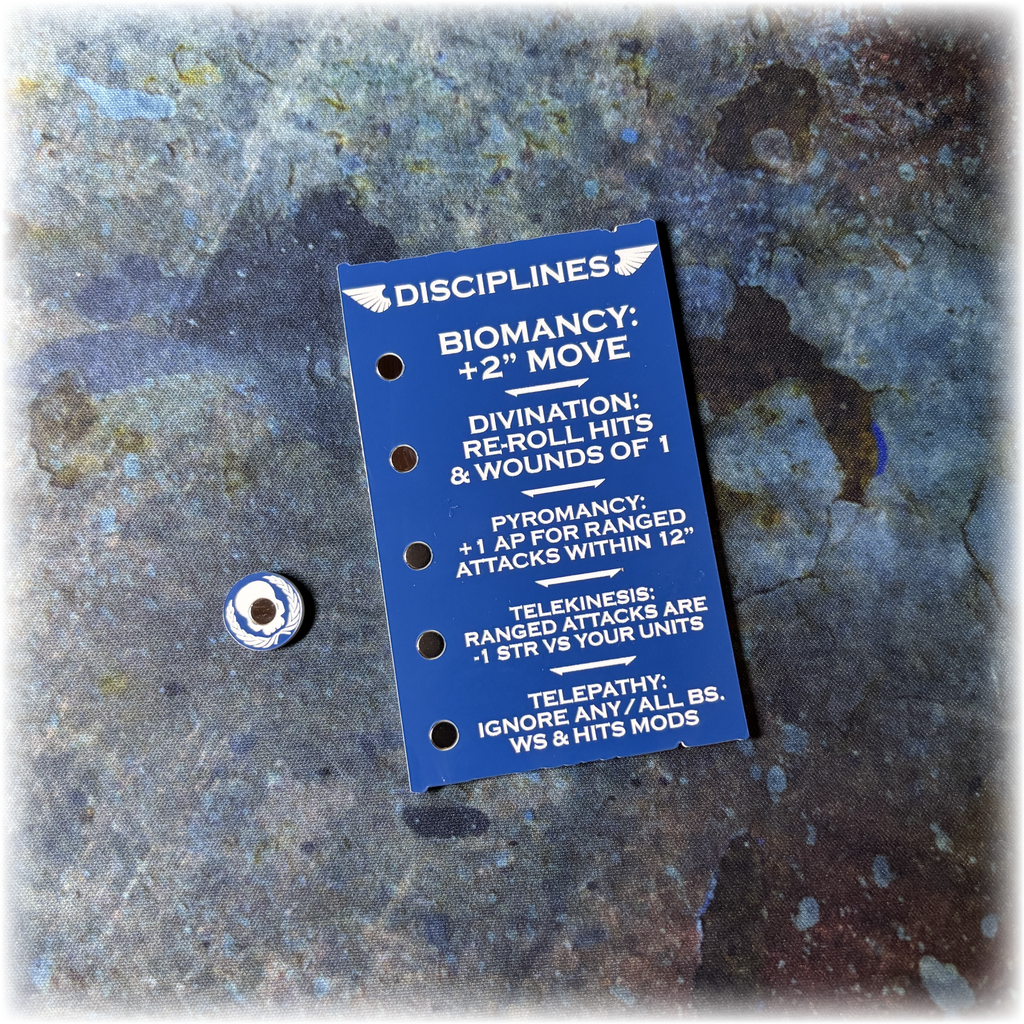 DISCIPLINES
BIOMANCY:
+2” MOVE
DIVINATION:
RE-ROLL HITS
& WOUNDS OF 1
PYROMANCY:
+1 AP FOR RANGED
ATTACKS WITHIN 12”
TELEKINESIS:
RANGED ATTACKS ARE
-1 STR VS YOUR UNITS
TELEPATHY:
IGNORE ANY/ALL BS.
WS & HITS MODS